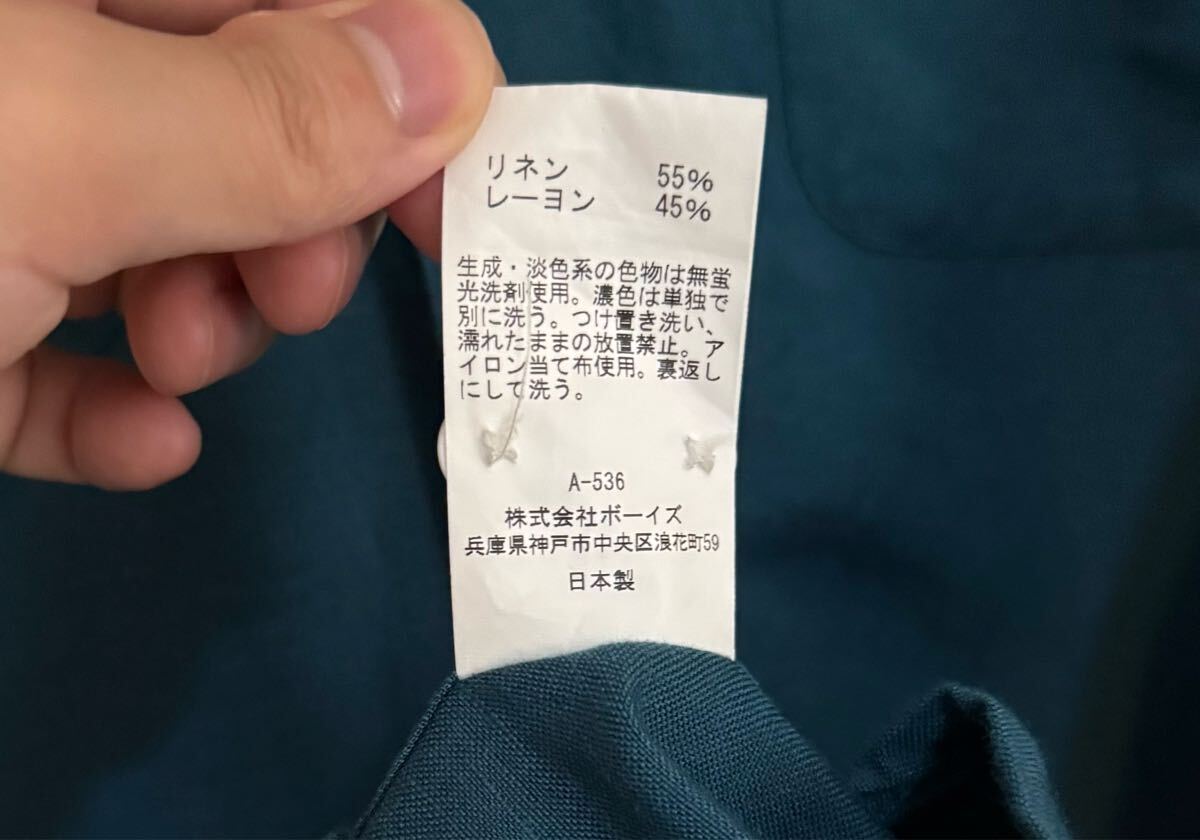 リネン 55%
レーヨン 45%
生成・淡色系の色物は無蛍
光洗剤使用。濃色は単独で
別に洗う。つけ置き洗い、
濡れたままの放置禁止。ア
イロン当て布使用。裏返し
にして洗う。
A-536
株式会社ボーイズ
兵庫県神戸市中央区浪花町59
日本製